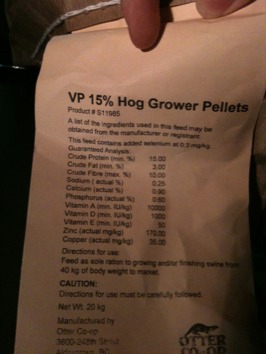 VP 15% Hog Grower Pellets
Product # S11985
A list of the ingredients used in this feed may be
obtained from the manufacturer or registrant.
This feed contains added selenium at 0.3 mg/kg.
Guaranteed Analysis:
Crude Protein (min. %) 15.00
Crude Fat (min. %) 3.00
Crude Fibre (max. %) 10.00
Sodium (actual %) 0.25
Calcium (actual %) 0.90
Phosphorus (actual %) 0.60
Vitamin A (min. IU/kg) 10000
Vitamin D (min. IU/kg) 1000
Vitamin E (min. IU/kg) 50
Zinc (actual mg/kg) 170.00
Copper (actual mg/kg) 35.00
Directions for use:
Feed as sole ration to growing and/or finishing swine from
40 kg of body weight to market.
CAUTION:
Directions for use must be carefully followed.
Net Wt. 20 kg
Manufactured by
Otter Co-op
3600-248th Street
Aldergrove, BC
OTTER
CO-OP